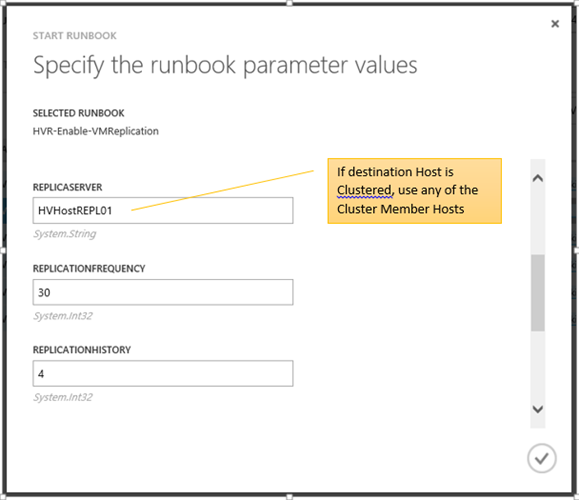 START RUNBOOK
Specify the runbook parameter values
SELECTED RUNBOOK
HVR-Enable-VMReplication
If destination Host is
Clustered, use any of the
Cluster Member Hosts
REPLICASERVER
HVHostREPL01
System.String
REPLICATIONFREQUENCY
30
System.Int32
REPLICATIONHISTORY
4
System.Int32